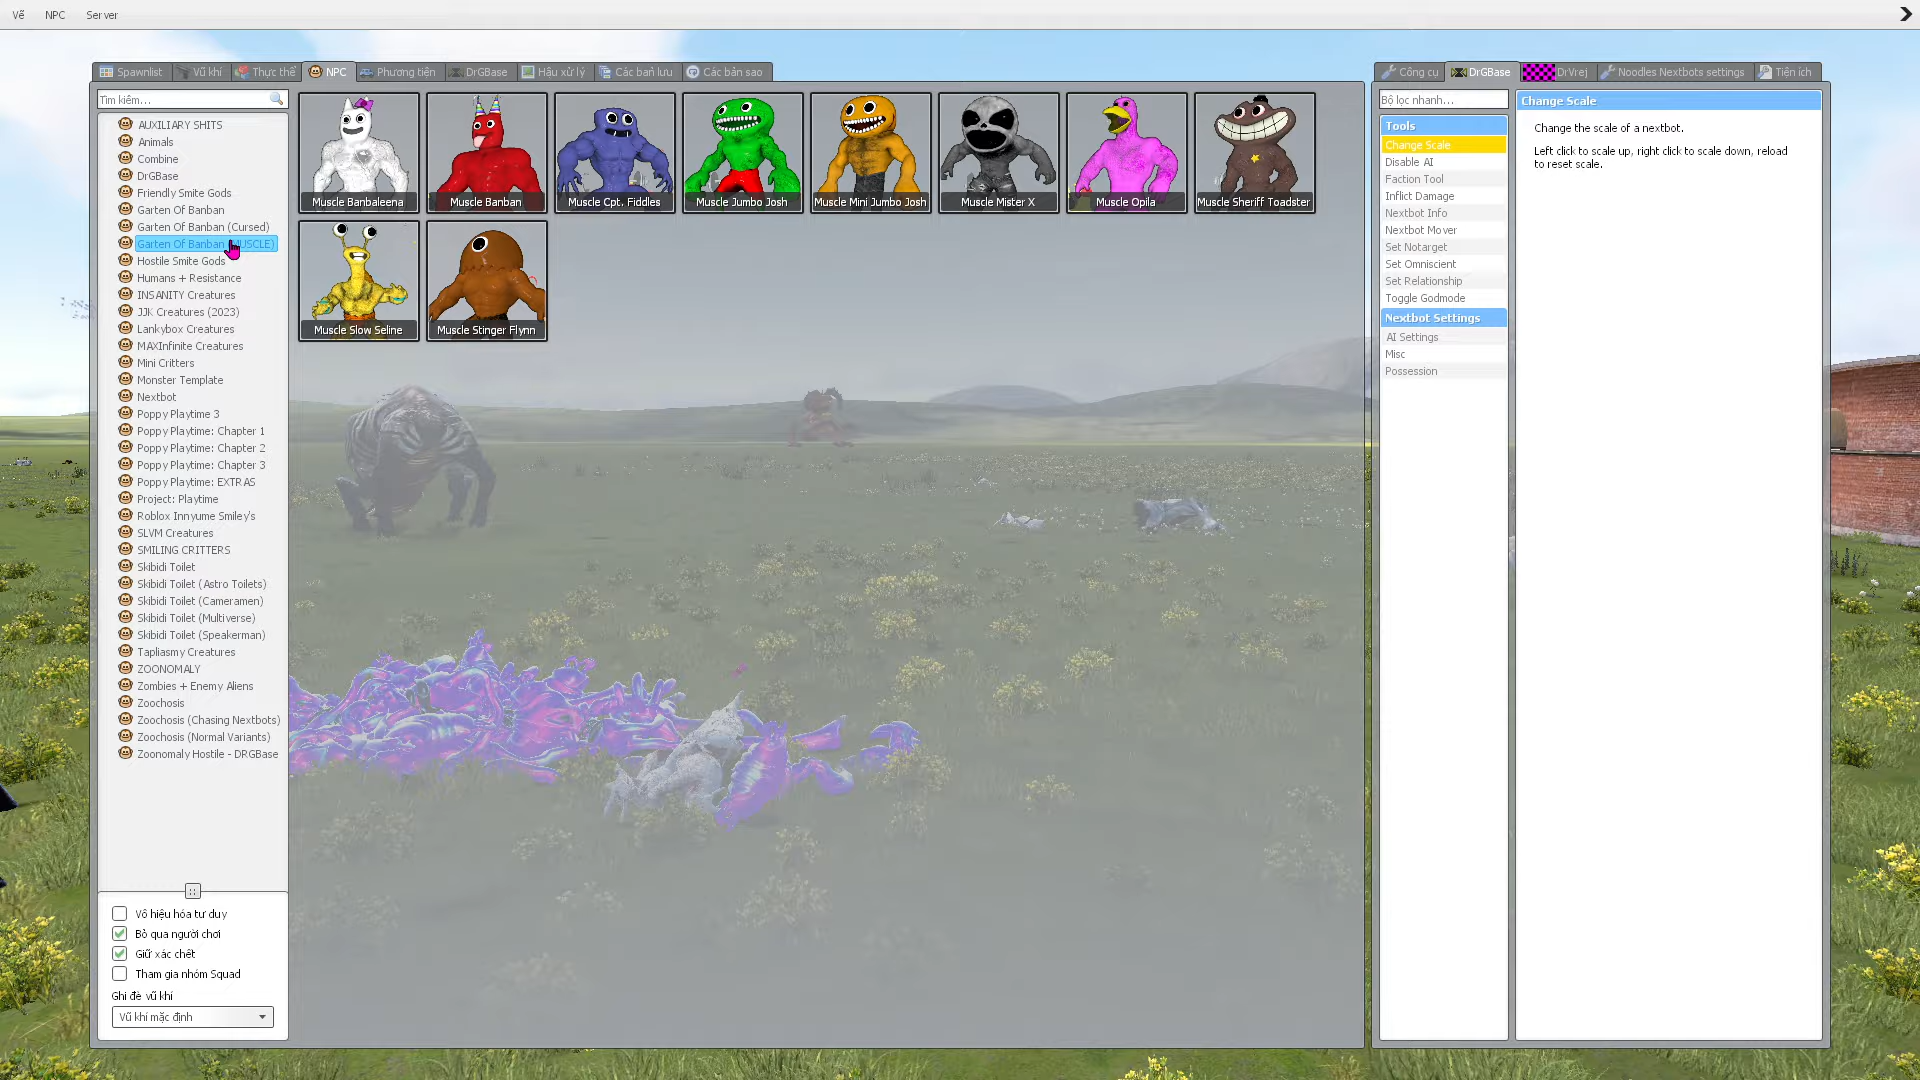 Vẽ NPC Server
Spawnlist Vũ khí Thực thể NPC Phương tiện DrGBase Hậu xử lý Các bản lưu Các bản sao
Công cụ DrGBase DrVrej Noodles Nextbots settings Tiện ích
Tìm kiếm...
AUXILIARY SHITS
Animals
Combine
DrGBase
Friendly Smite Gods
Garten Of Banban
Garten Of Banban (Cursed)
Garten Of Banban (MUSCLE)
Hostile Smite Gods
Humans + Resistance
INSANITY Creatures
JJK Creatures (2023)
Lankybox Creatures
MAXInfinite Creatures
Mini Critters
Monster Template
Nextbot
Poppy Playtime 3
Poppy Playtime: Chapter 1
Poppy Playtime: Chapter 2
Poppy Playtime: Chapter 3
Poppy Playtime: EXTRAS
Project: Playtime
Roblox Innyume Smiley's
SLVM Creatures
SMILING CRITTERS
Skibidi Toilet
Skibidi Toilet (Astro Toilets)
Skibidi Toilet (Cameramen)
Skibidi Toilet (Multiverse)
Skibidi Toilet (Speakerman)
Tapliasmy Creatures
ZOONOMALY
Zombies + Enemy Aliens
Zoochosis
Zoochosis (Chasing Nextbots)
Zoochosis (Normal Variants)
Zoonomaly Hostile - DRGBase
Vô hiệu hóa tư duy
Bỏ qua người chơi
Giữ xác chết
Tham gia nhóm Squad
Ghi đè vũ khí
Vũ khí mặc định
Muscle Banbaleena
Muscle Banban
Muscle Cpt. Fiddles
Muscle Jumbo Josh
Muscle Mini Jumbo Josh
Muscle Mister X
Muscle Opila
Muscle Sheriff Toadster
Muscle Slow Seline
Muscle Stinger Flynn
Bộ lọc nhanh...
Tools
Change Scale
Disable AI
Faction Tool
Inflict Damage
Nextbot Info
Nextbot Mover
Set Notarget
Set Omniscient
Set Relationship
Toggle Godmode
Nextbot Settings
AI Settings
Misc
Possession
Change Scale
Change the scale of a nextbot.
Left click to scale up, right click to scale down, reload
to reset scale.